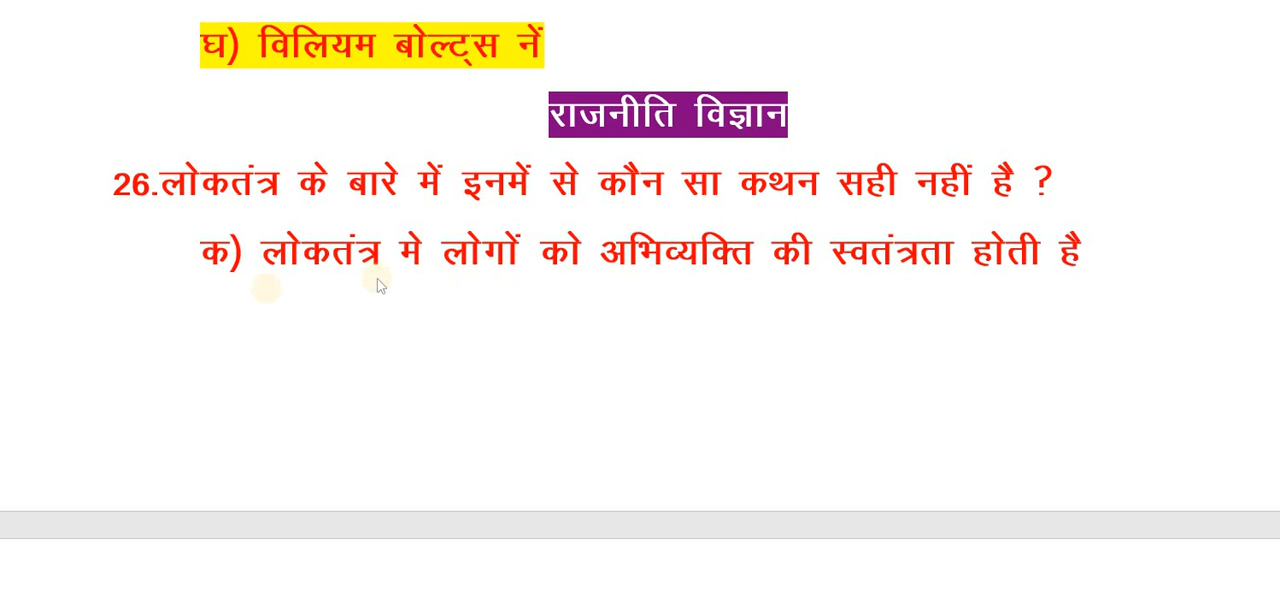 घ) विलियम बोल्ट्स नें
राजनीति विज्ञान
26.लोकतंत्र के बारे में इनमें से कौन सा कथन सही नहीं है ?
क) लोकतंत्र मे लोगों को अभिव्यक्ति की स्वतंत्रता होती है